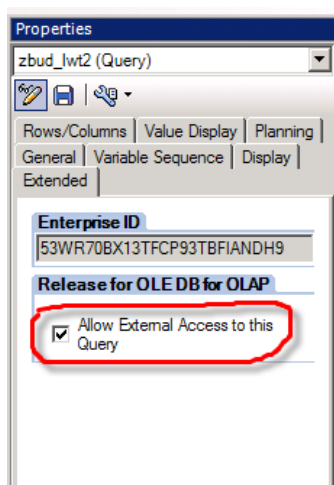 Properties
zbud_lwt2 (Query)
Rows/Columns Value Display Planning
General Variable Sequence Display
Extended
Enterprise ID
53WR70BX13TFCP93TBFIANDH9
Release for OLE DB for OLAP
Allow External Access to this
Query